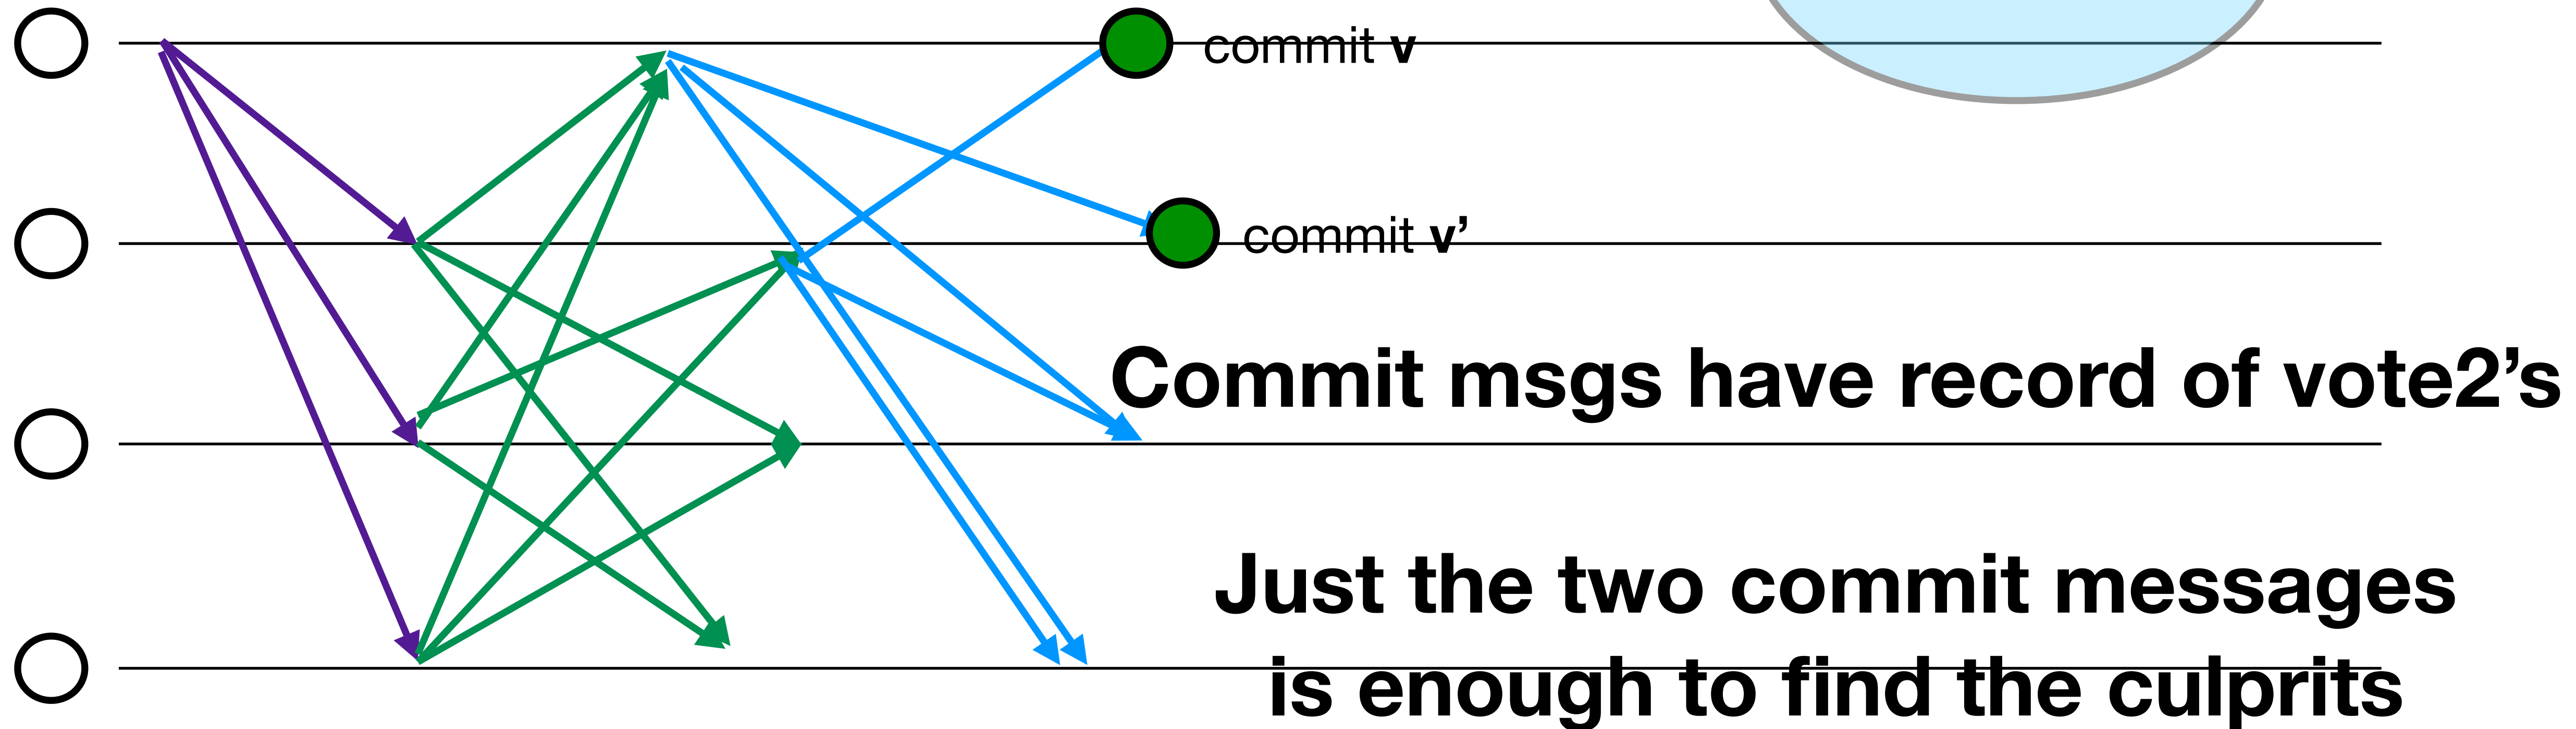 commit v
commit v’
Commit msgs have record of vote2’s
Just the two commit messages
is enough to find the culprits